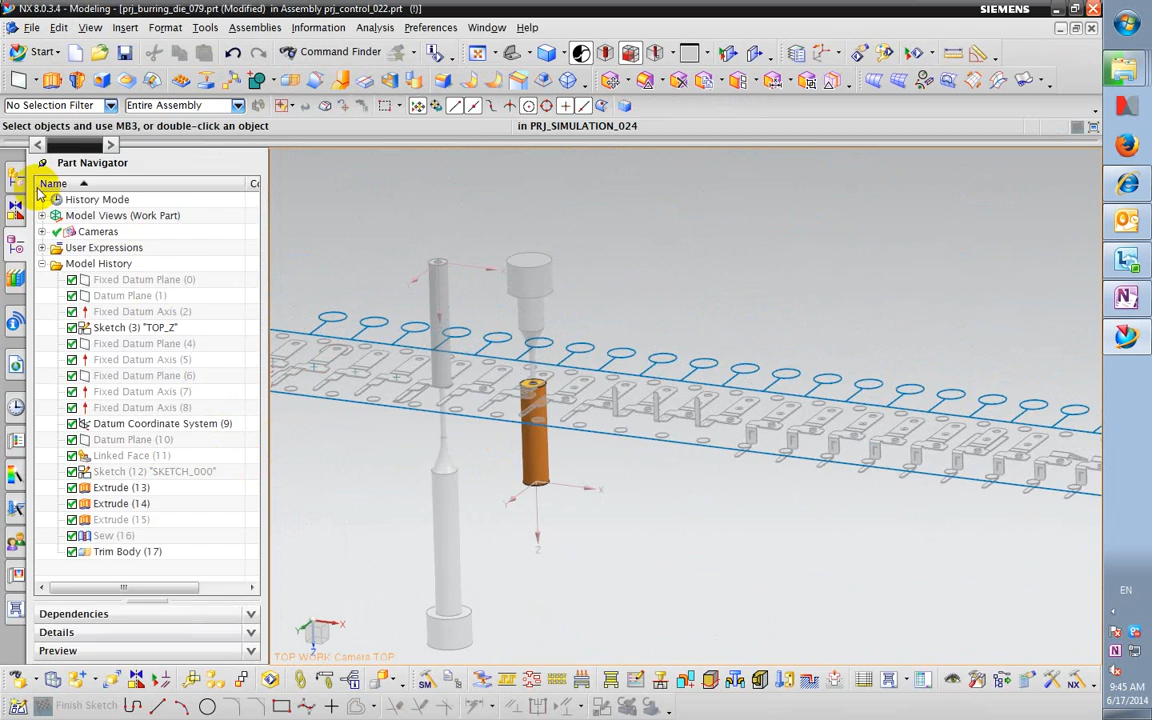 NX 8.0.3.4 - Modeling - [prj_burring_die_079.prt (Modified)  in Assembly prj_control_022.prt (!)]
SIEMENS
File Edit View Insert Format Tools Assemblies Information Analysis Preferences Window Help
Start Command Finder
No Selection Filter Entire Assembly
Select objects and use MB3, or double-click an object
in PRJ_SIMULATION_024
Part Navigator
Name
History Mode
Model Views (Work Part)
Cameras
User Expressions
Model History
Fixed Datum Plane (0)
Datum Plane (1)
Fixed Datum Axis (2)
Sketch (3) "TOP_Z"
Fixed Datum Plane (4)
Fixed Datum Axis (5)
Fixed Datum Plane (6)
Fixed Datum Axis (7)
Fixed Datum Axis (8)
Datum Coordinate System (9)
Datum Plane (10)
Linked Face (11)
Sketch (12) "SKETCH_000"
Extrude (13)
Extrude (14)
Extrude (15)
Sew (16)
Trim Body (17)
Dependencies
Details
Preview
X
Y
Z
Y
X
Z
TOP WORK Camera TOP
SM
NX
Finish Sketch
EN
9:45 AM
6/17/2014